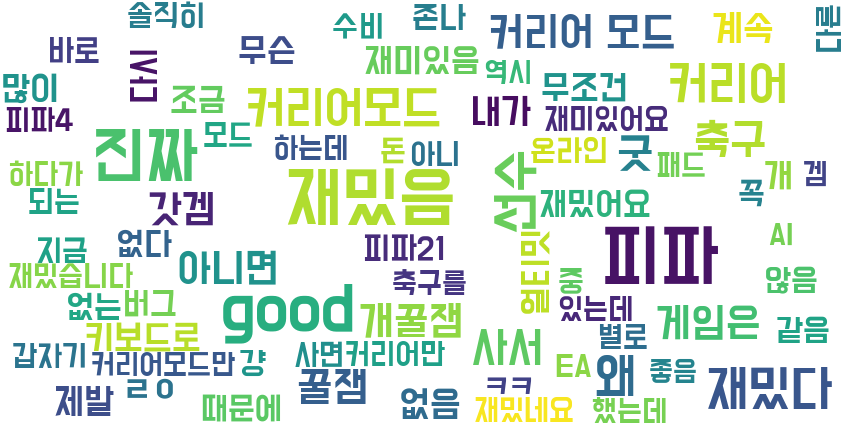 솔직히
수비
존나
커리어 모드
계속
글다
바로
무슨
재미있음
역시
많이
산다
조금
커리어모드
내가
무조건
커리어
피파4
재미있어요
모드
진짜
하는데
돈
아니
온라인
굿
축구
하다가
패드
개
겜
되는
갓겜
재밌음
선수
재밌어요
꼭
지금
없다
피파21
얼티밋
피파
AI
재밌습니다
아니면
축구를
중
있는데
않음
없는
버그
good
개꿀잼
게임은
같음
키보드로
별로
갑자기
커리어모드만
걍
사면커리어만
사서
EA
왜
좋음
제발
ㄹㅇ
꿀잼
ㅋㅋ
재밌다
때문에
없음
재밌네요
했는데